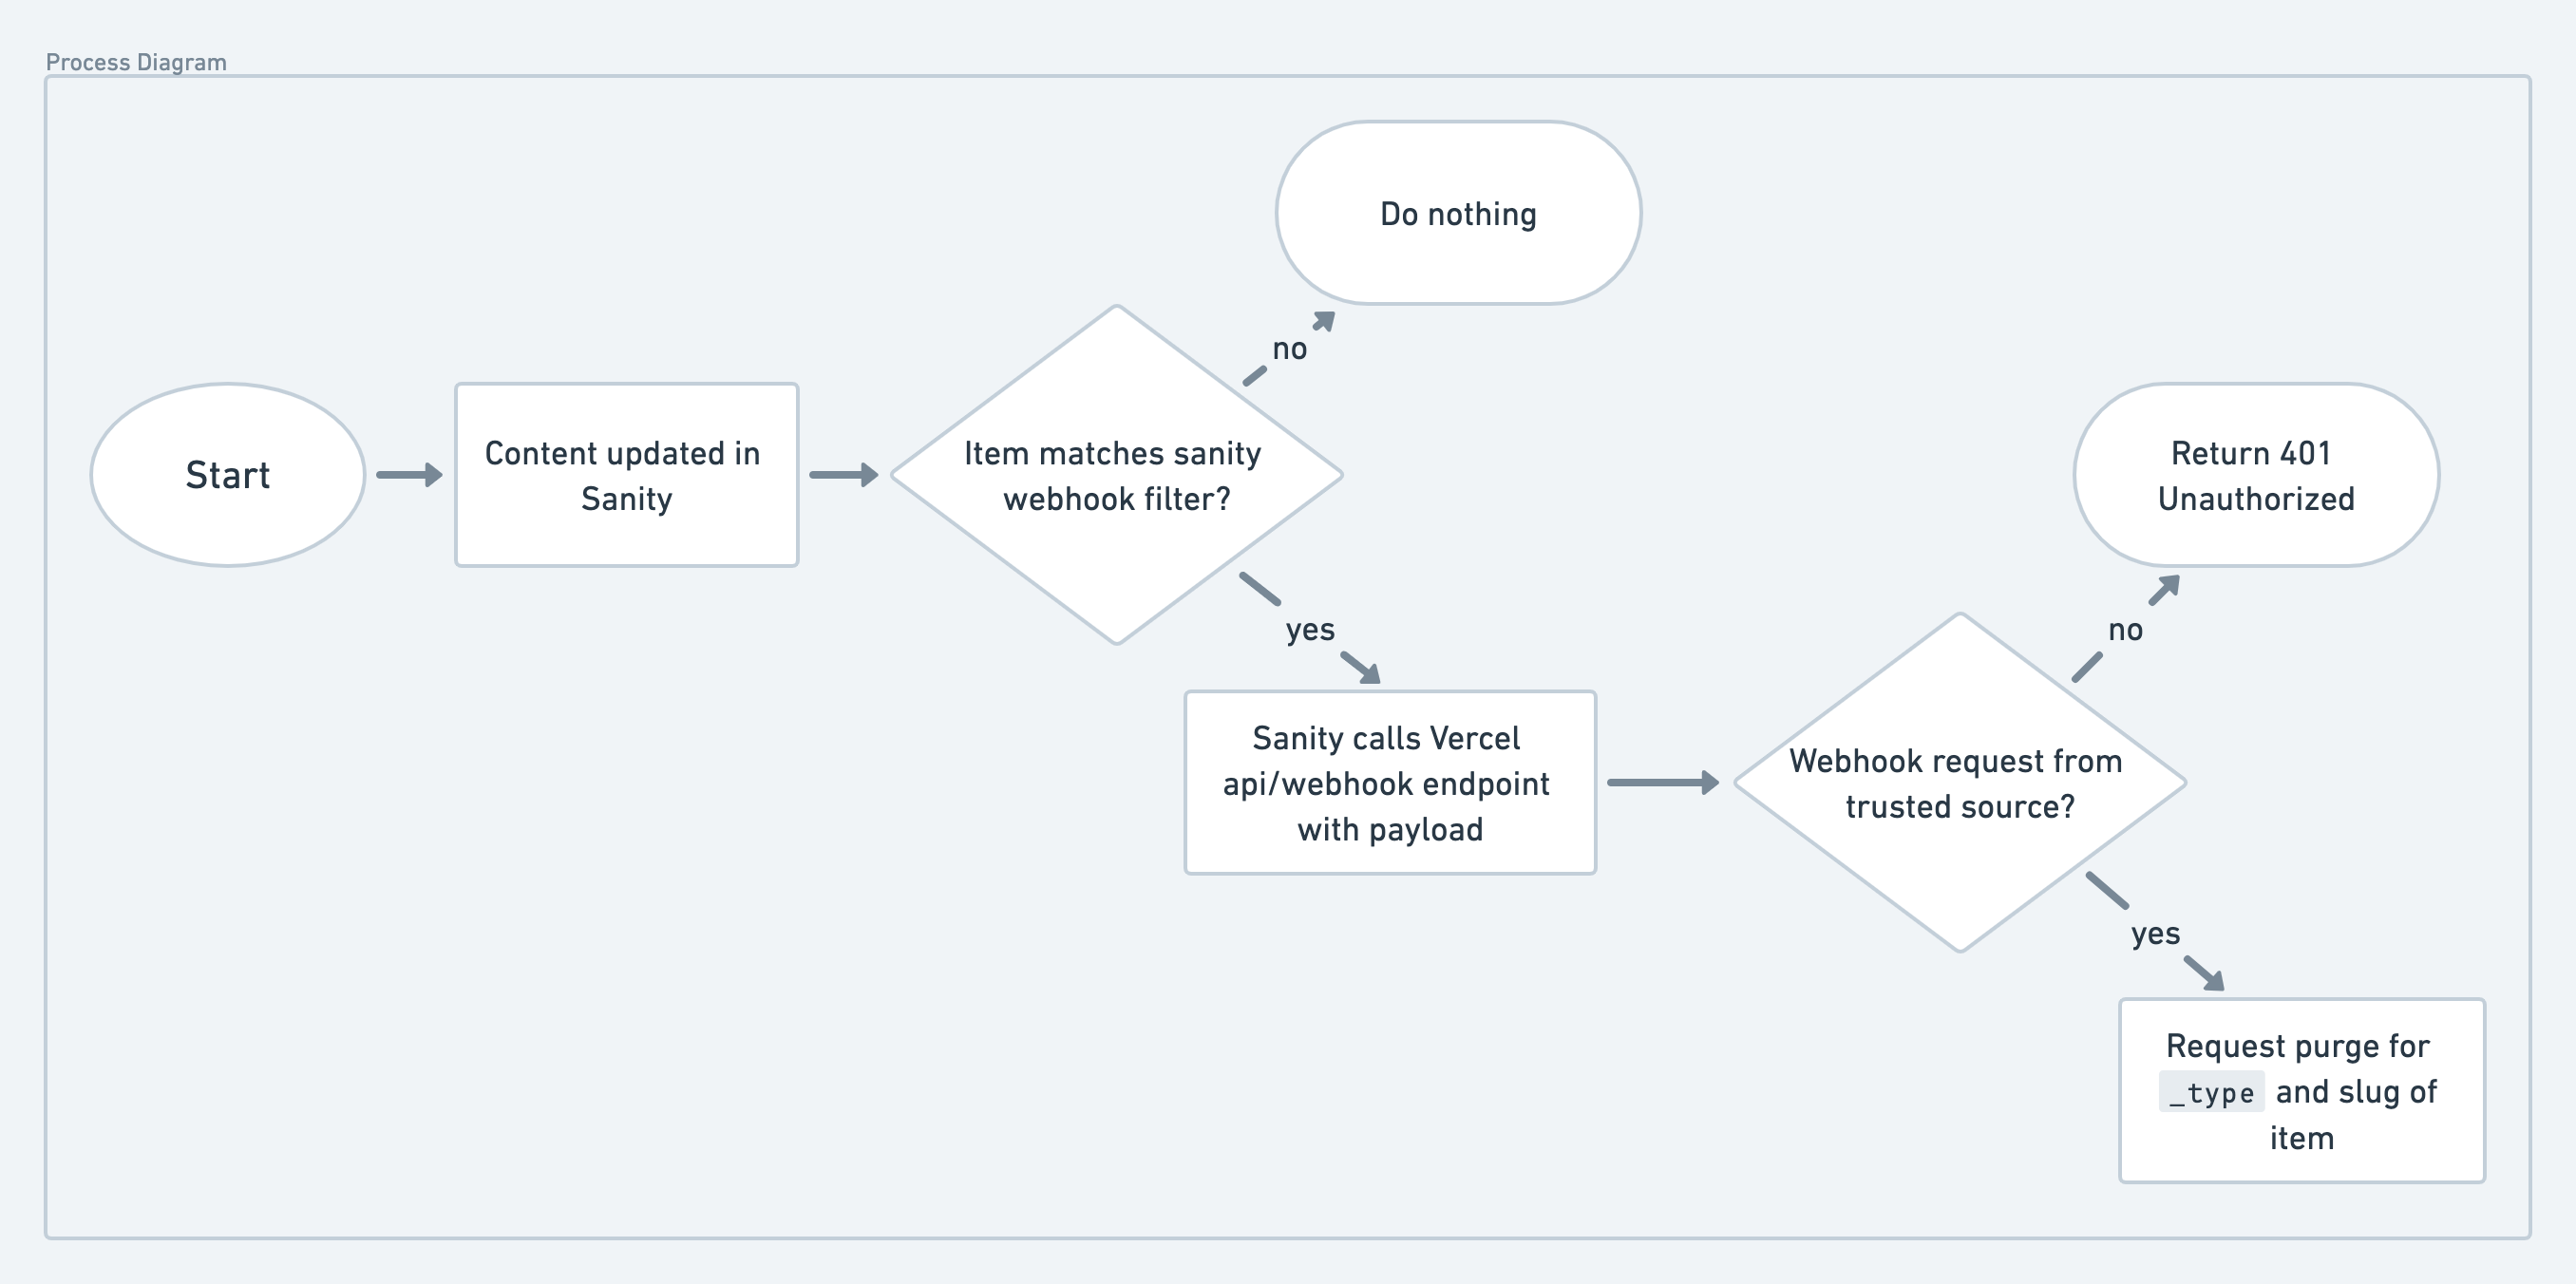 Process Diagram
Start
Content updated in
Sanity
Item matches sanity
webhook filter?
no
Do nothing
yes
Sanity calls Vercel
api/webhook endpoint
with payload
Webhook request from
trusted source?
no
Return 401
Unauthorized
yes
Request purge for
_type and slug of
item